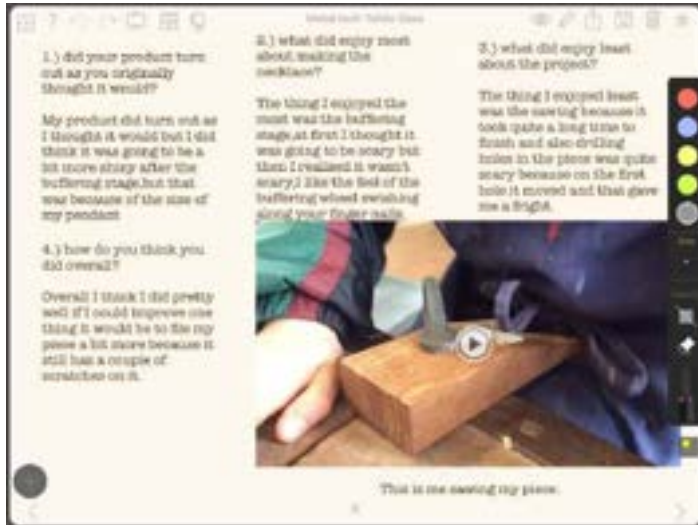 1.) did your product turn
out as you originally
thought it would?
My product did turn out as
I thought it would but I did
think it was going to be a
bit more shiny after the
buffering stage,but that
was because of the size of
my pendant
2.) what did enjoy most
about making the
necklace?
The thing I enjoyed the
most was the buffering
stage,at first I thought it
was going to be scary but
then I realised it wasn't
scary,I like the feel of the
buffering wheel swishing
along your finger nails.
3.) what did enjoy least
about the project?
The thing I enjoyed least
was the sawing because it
took quite a long time to
finish and also drilling
holes in the piece was quite
scary because on the first
hole it moved and that gave
me a fright.
4.) how do you think you
did overall?
Overall I think I did pretty
well if I could improve one
thing it would be to file my
piece a bit more because it
still has a couple of
scratches on it.
This is me sawing my piece.